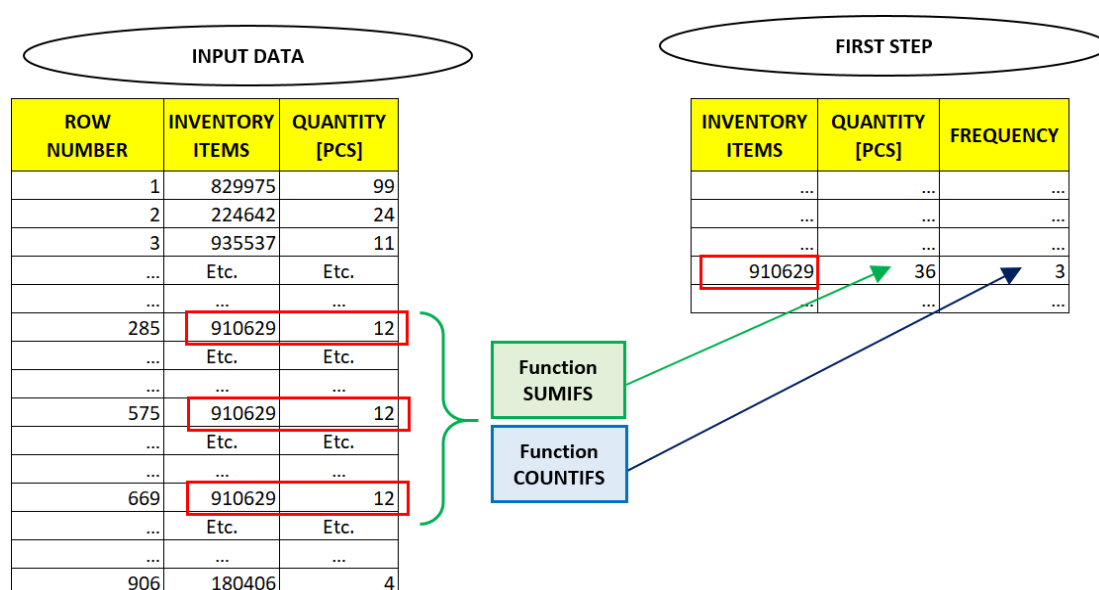 INPUT DATA
ROW NUMBER INVENTORY ITEMS QUANTITY [PCS]
1 829975 99
2 224642 24
3 935537 11
... Etc. Etc.
... ... ...
285 910629 12
... Etc. Etc.
... ... ...
575 910629 12
... Etc. Etc.
... ... ...
669 910629 12
... Etc. Etc.
... ... ...
906 180406 4
Function
SUMIFS
Function
COUNTIFS
FIRST STEP
INVENTORY ITEMS QUANTITY [PCS] FREQUENCY
... ... ...
... ... ...
... ... ...
910629 36 3
... ... ...